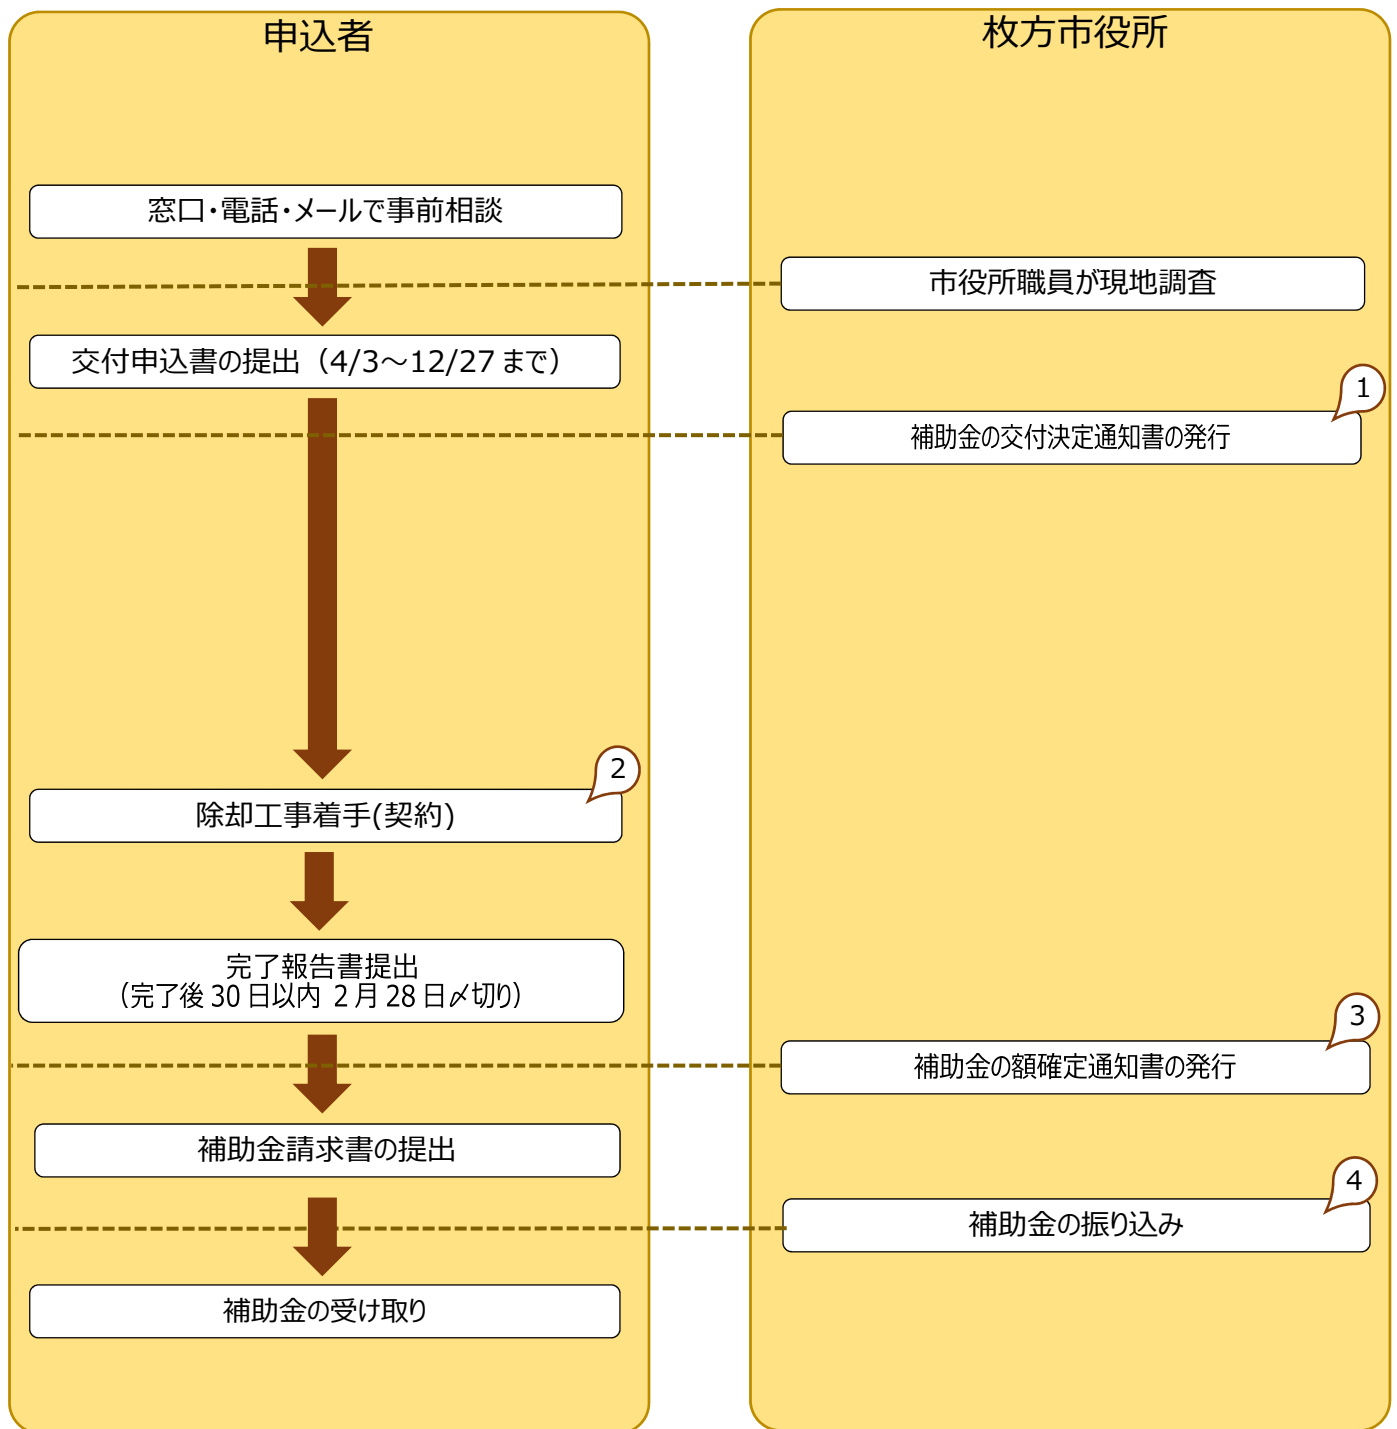 申込者
枚方市役所
窓口・電話・メールで事前相談
市役所職員が現地調査
交付申込書の提出（4/3～12/27 まで）
1
補助金の交付決定通知書の発行
2
除却工事着手(契約)
完了報告書提出
（完了後 30 日以内 2 月 28 日〆切り）
3
補助金の額確定通知書の発行
補助金請求書の提出
4
補助金の振り込み
補助金の受け取り